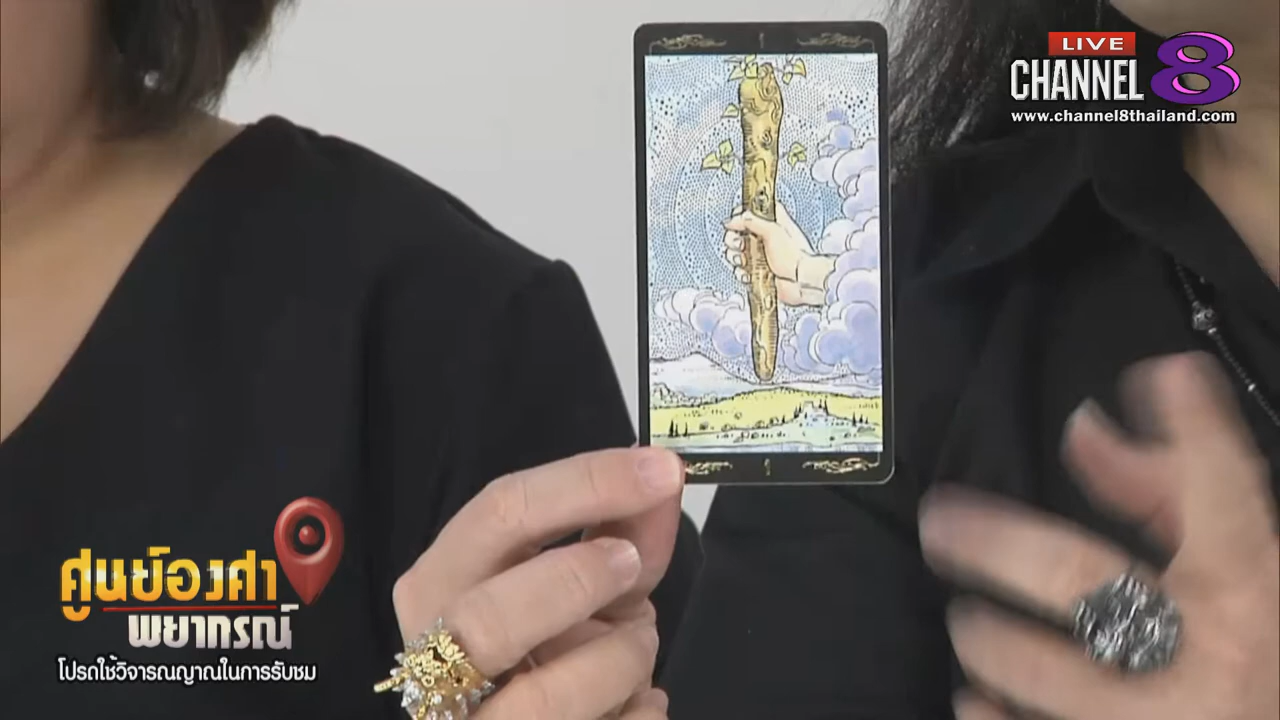 LIVE
CHANNEL 8
www.channel8thailand.com
I
ศูนย์องศา
พยากรณ์
โปรดใช้วิจารณญาณในการรับชม